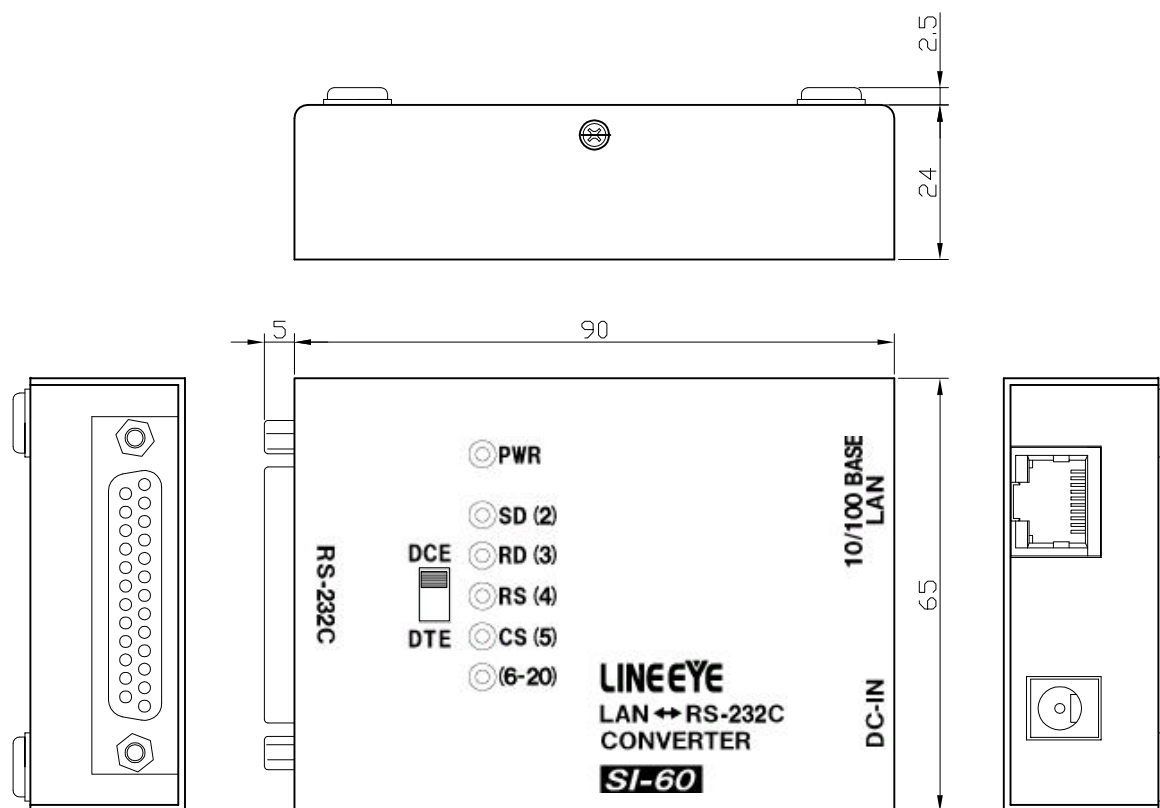 2.5
24
5
90
PWR
SD (2)
DCE
RD (3)
RS (4)
DTE
CS (5)
(6-20)
RS-232C
10/100 BASE
LAN
65
DC-IN
LINEEYE
LAN ↔ RS-232C
CONVERTER
SI-60